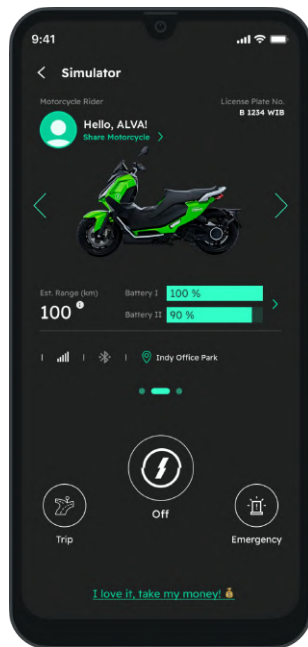 9:41
Simulator
Motorcycle Rider
License Plate No.
Hello, ALVA!
B 1234 WIB
Share Motorcycle
Est. Range (km)
100
Battery I 100 %
Battery II 90 %
Indy Office Park
Off
Trip
Emergency
I love it, take my money!